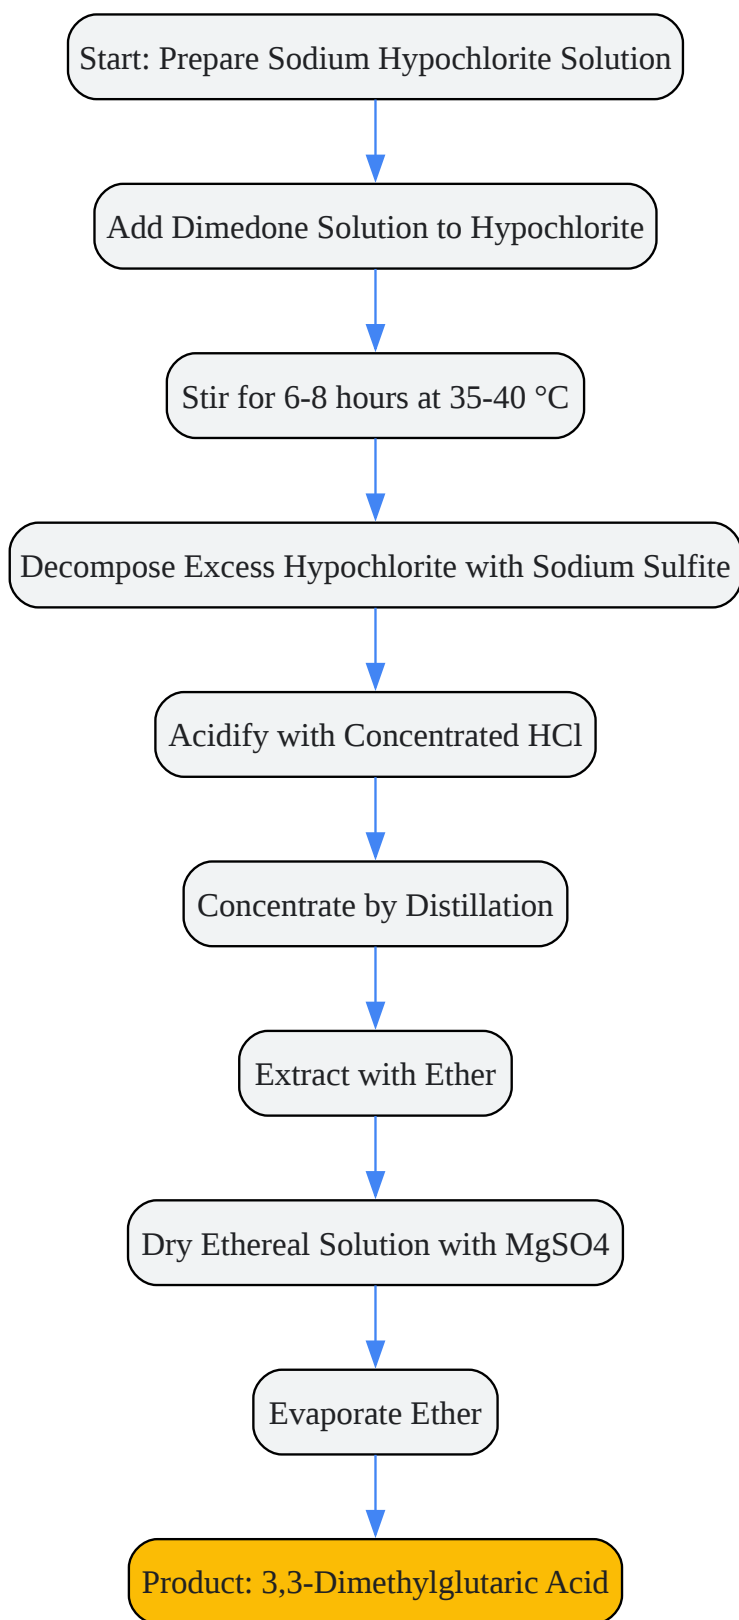 Start: Prepare Sodium Hypochlorite Solution
Add Dimedone Solution to Hypochlorite
Stir for 6-8 hours at 35-40 °C
Decompose Excess Hypochlorite with Sodium Sulfite
Acidify with Concentrated HCl
Concentrate by Distillation
Extract with Ether
Dry Ethereal Solution with MgSO4
Evaporate Ether
Product: 3,3-Dimethylglutaric Acid